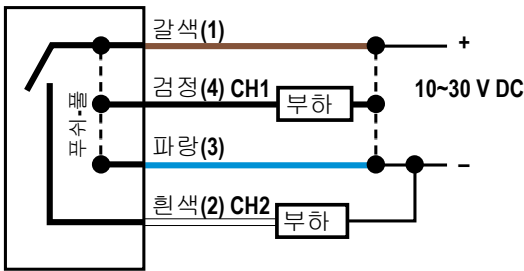 갈색(1)
+
검정(4) CH1
부하
10~30 V DC
푸쉬-풀
파랑(3)
–
흰색(2) CH2
부하